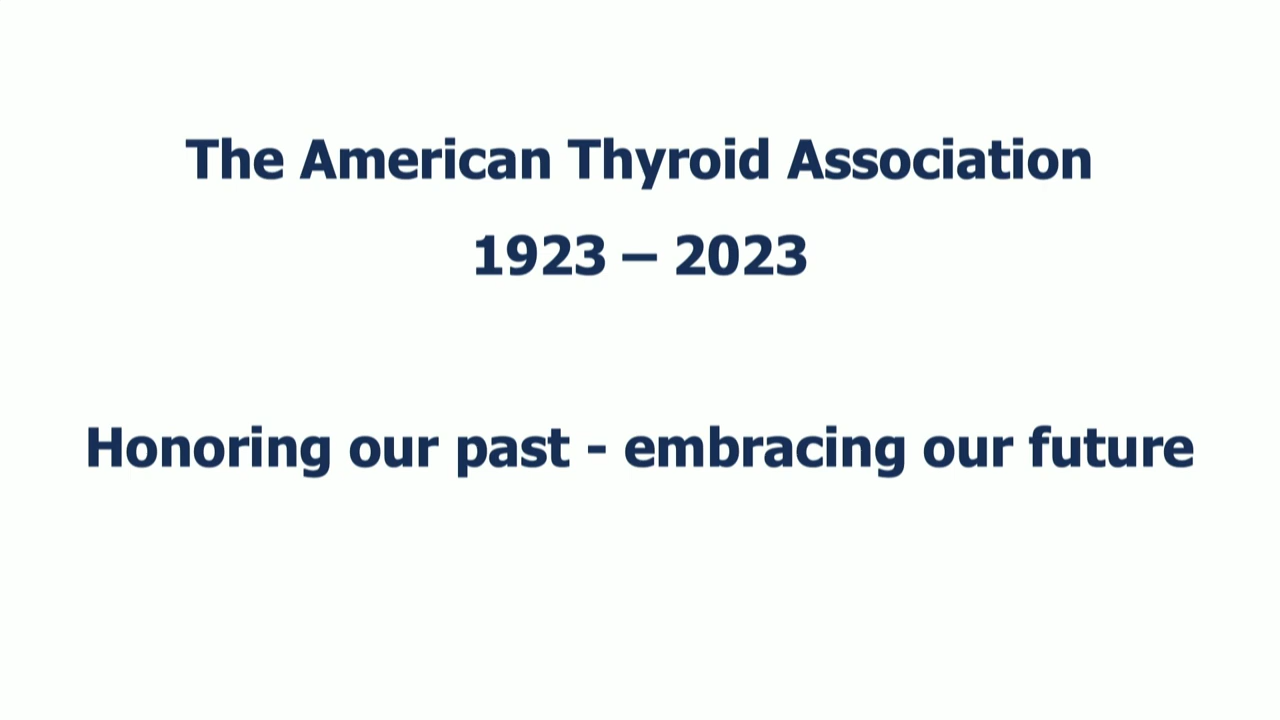 The American Thyroid Association
1923 – 2023
Honoring our past - embracing our future